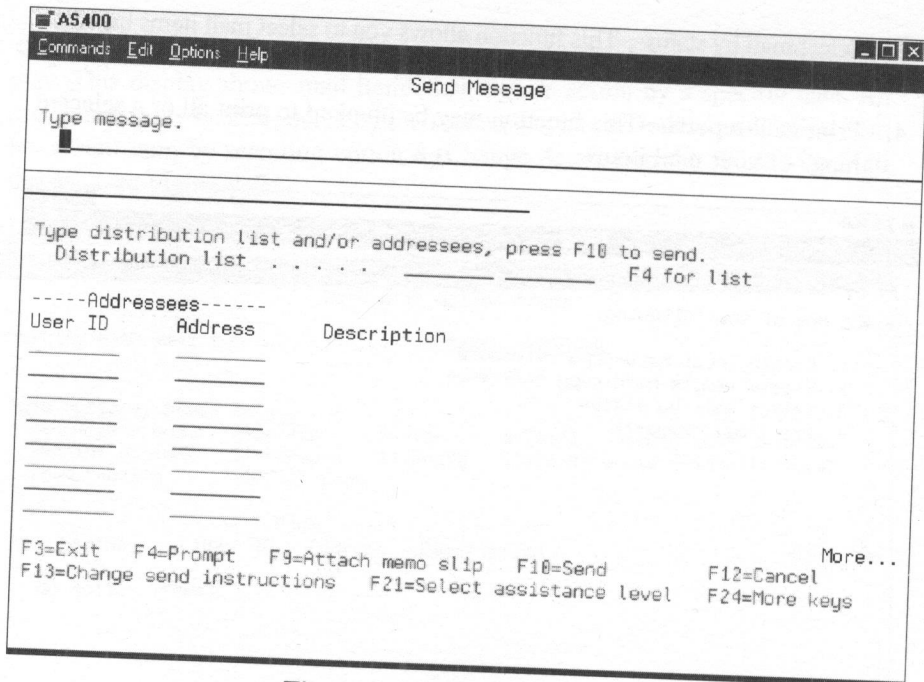 AS400
Commands Edit Options Help
Send Message
Type message.
Type distribution list and/or addressees, press F10 to send.
Distribution list . . . . . F4 for list
-----Addressees------
User ID Address Description
More...
F3=Exit F4=Prompt F9=Attach memo slip F10=Send F12=Cancel
F13=Change send instructions F21=Select assistance level F24=More keys